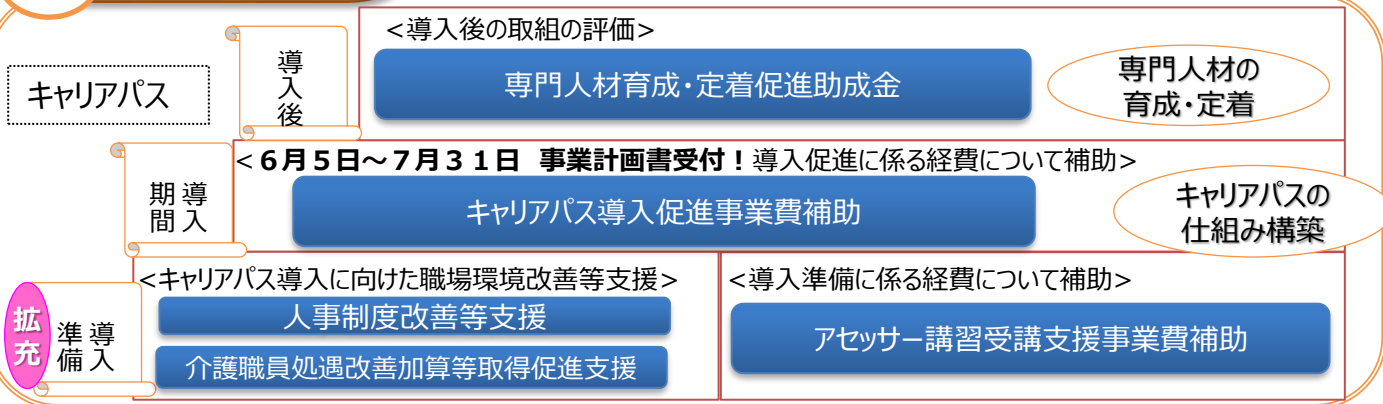 キャリアパス
導入後
<導入後の取組の評価>
専門人材育成・定着促進助成金
専門人材の
育成・定着
導入
期間
<6月5日~7月31日 事業計画書受付!導入促進に係る経費について補助>
キャリアパス導入促進事業費補助
キャリアパスの
仕組み構築
拡充
導入
準備
<キャリアパス導入に向けた職場環境改善等支援>
人事制度改善等支援
介護職員処遇改善加算等取得促進支援
<導入準備に係る経費について補助>
アセッサー講習受講支援事業費補助